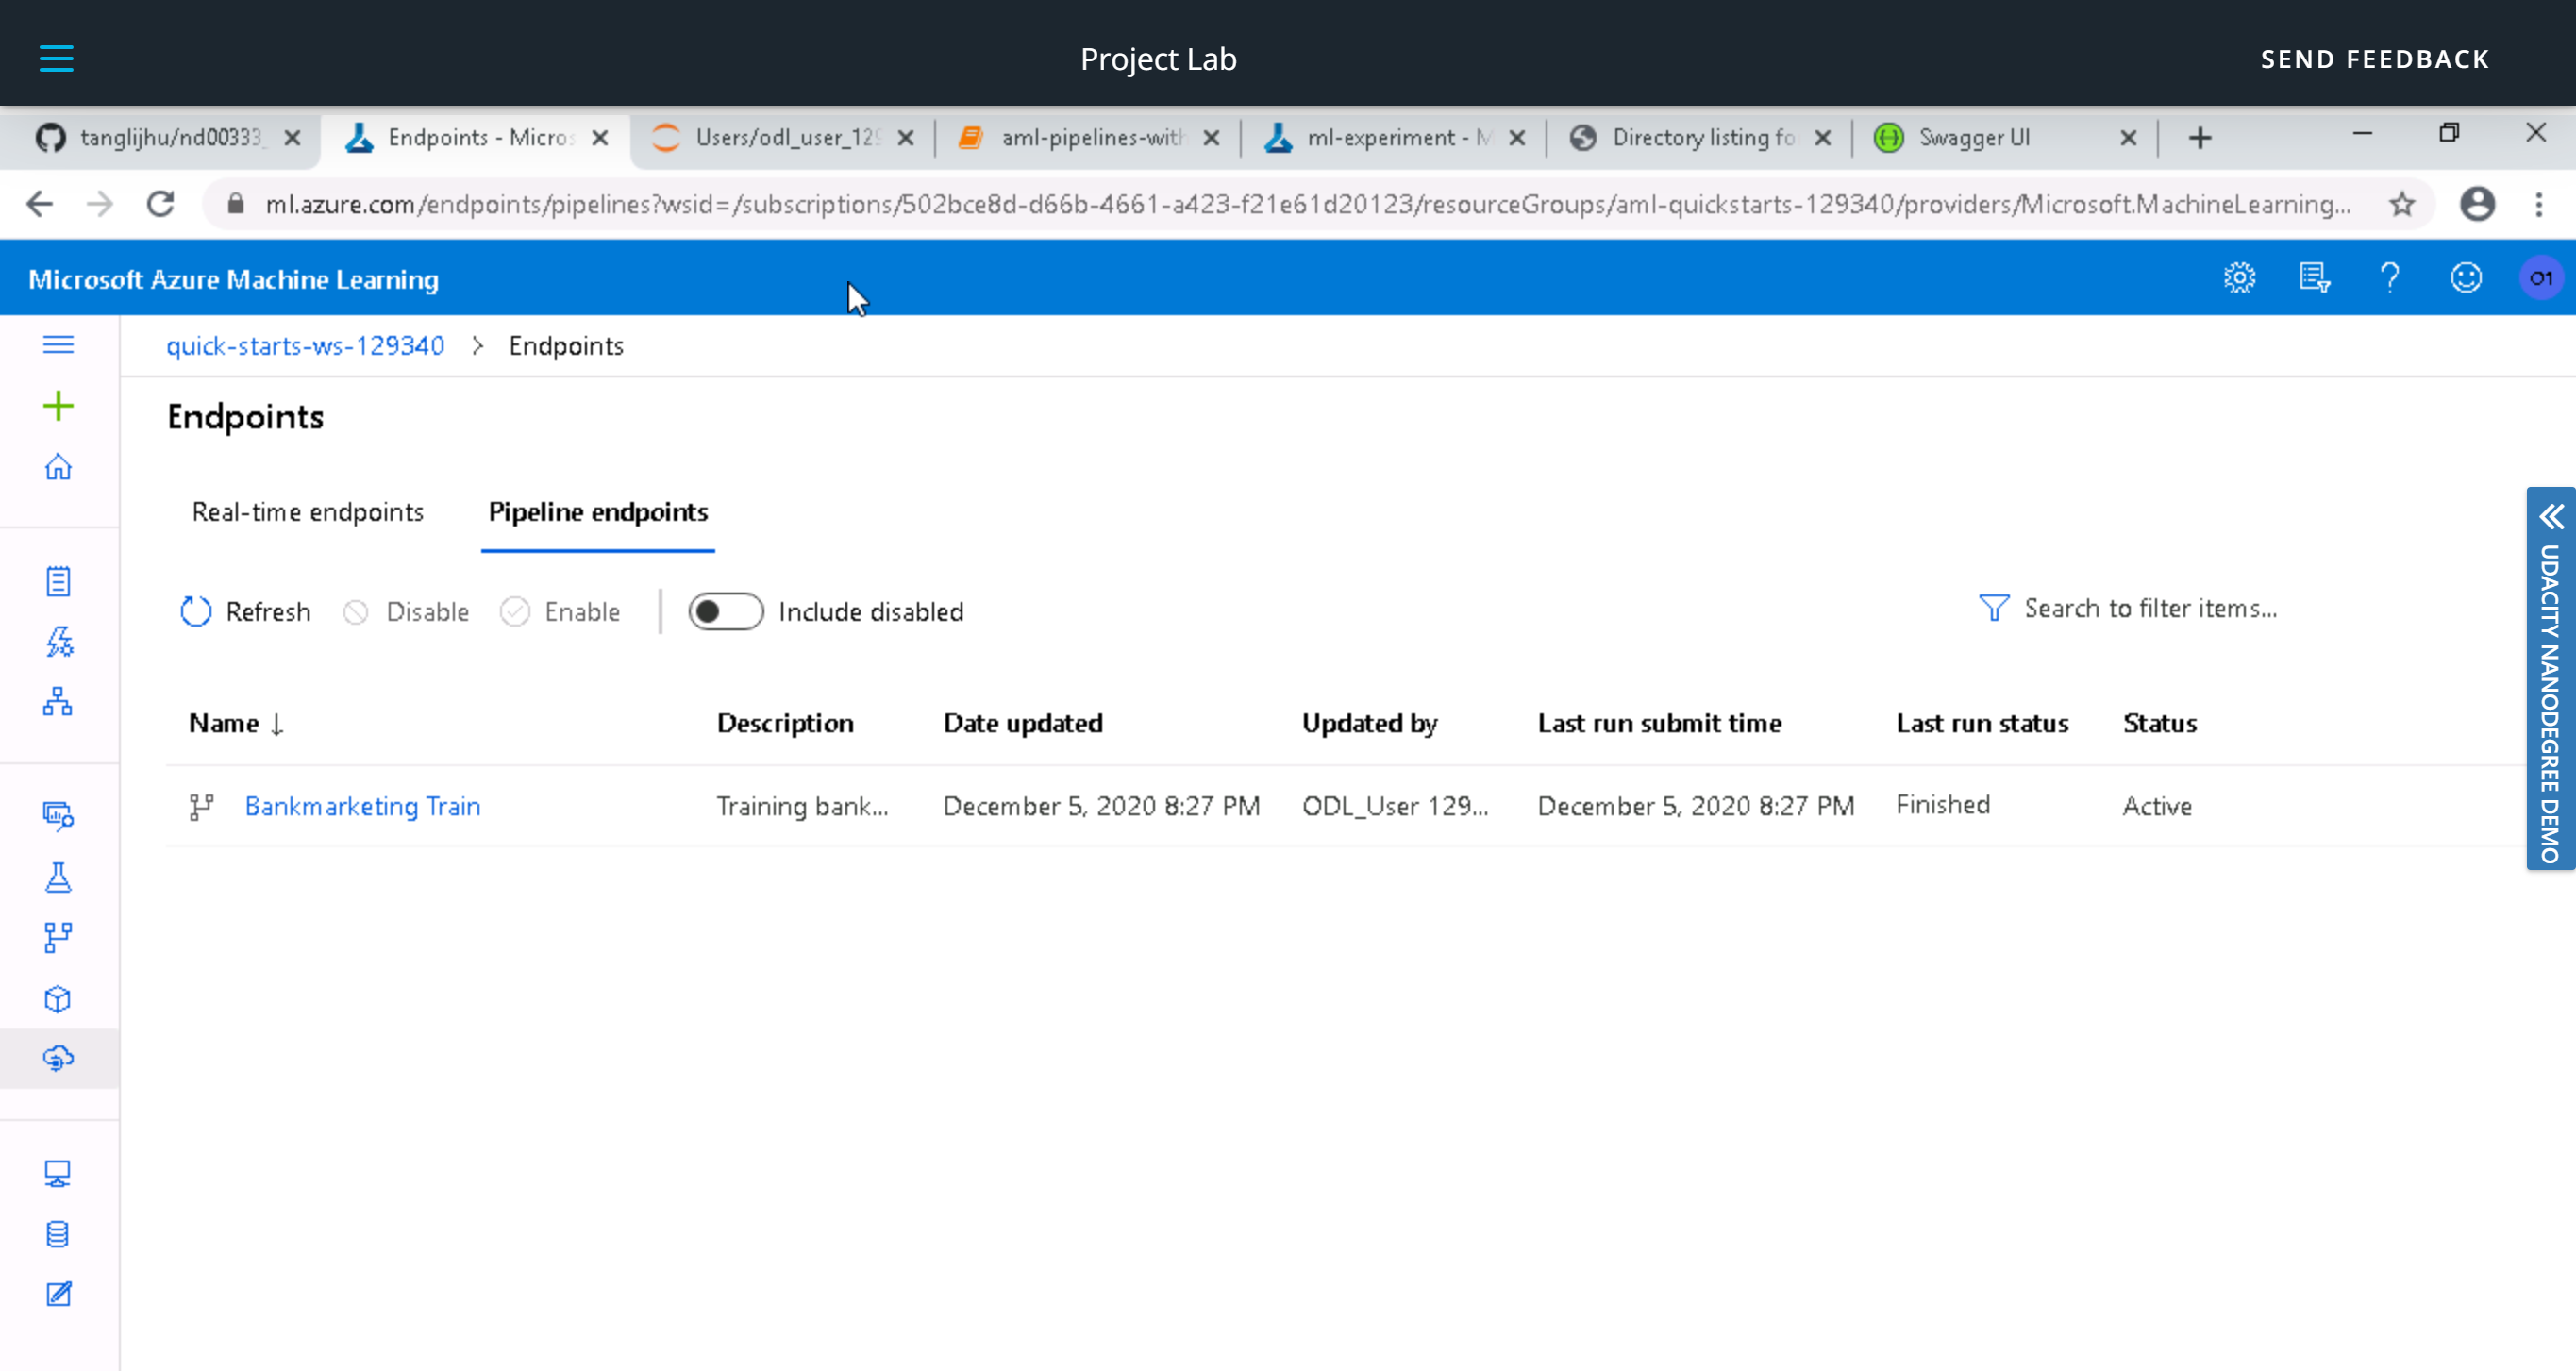 Project Lab
SEND FEEDBACK
tanglijhu/nd00333_
Endpoints - Micros
Users/odl_user_129
aml-pipelines-with
ml-experiment - M
Directory listing fo
Swagger UI
ml.azure.com/endpoints/pipelines?wsid=/subscriptions/502bce8d-d66b-4661-a423-f21e61d20123/resourceGroups/aml-quickstarts-129340/providers/Microsoft.MachineLearning...
Microsoft Azure Machine Learning
O1
quick-starts-ws-129340 > Endpoints
Endpoints
Real-time endpoints
Pipeline endpoints
Refresh
Disable
Enable
Include disabled
Search to filter items...
Name
Description
Date updated
Updated by
Last run submit time
Last run status
Status
Bankmarketing Train
Training bank...
December 5, 2020 8:27 PM
ODL_User 129...
December 5, 2020 8:27 PM
Finished
Active
UDACITY NANODEGREE DEMO